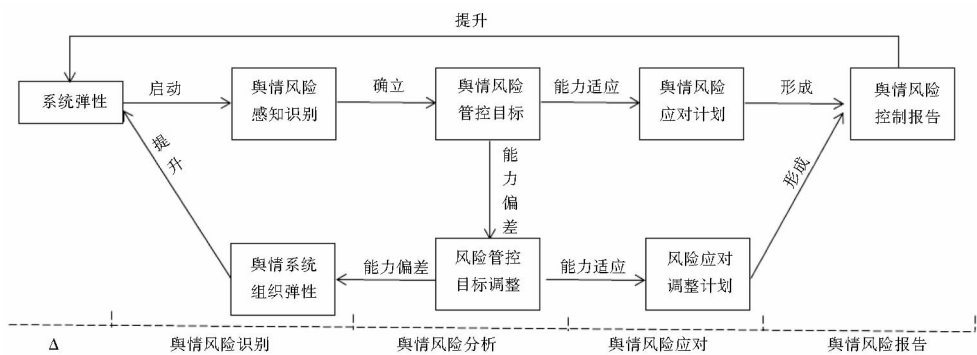 提升
系统弹性
启动
舆情风险
感知识别
确立
舆情风险
管控目标
能力适应
舆情风险
应对计划
形成
舆情风险
控制报告
提升
能力偏差
形成
舆情系统
组织弹性
能力偏差
风险管控
目标调整
能力适应
风险应对
调整计划
Δ
舆情风险识别
舆情风险分析
舆情风险应对
舆情风险报告